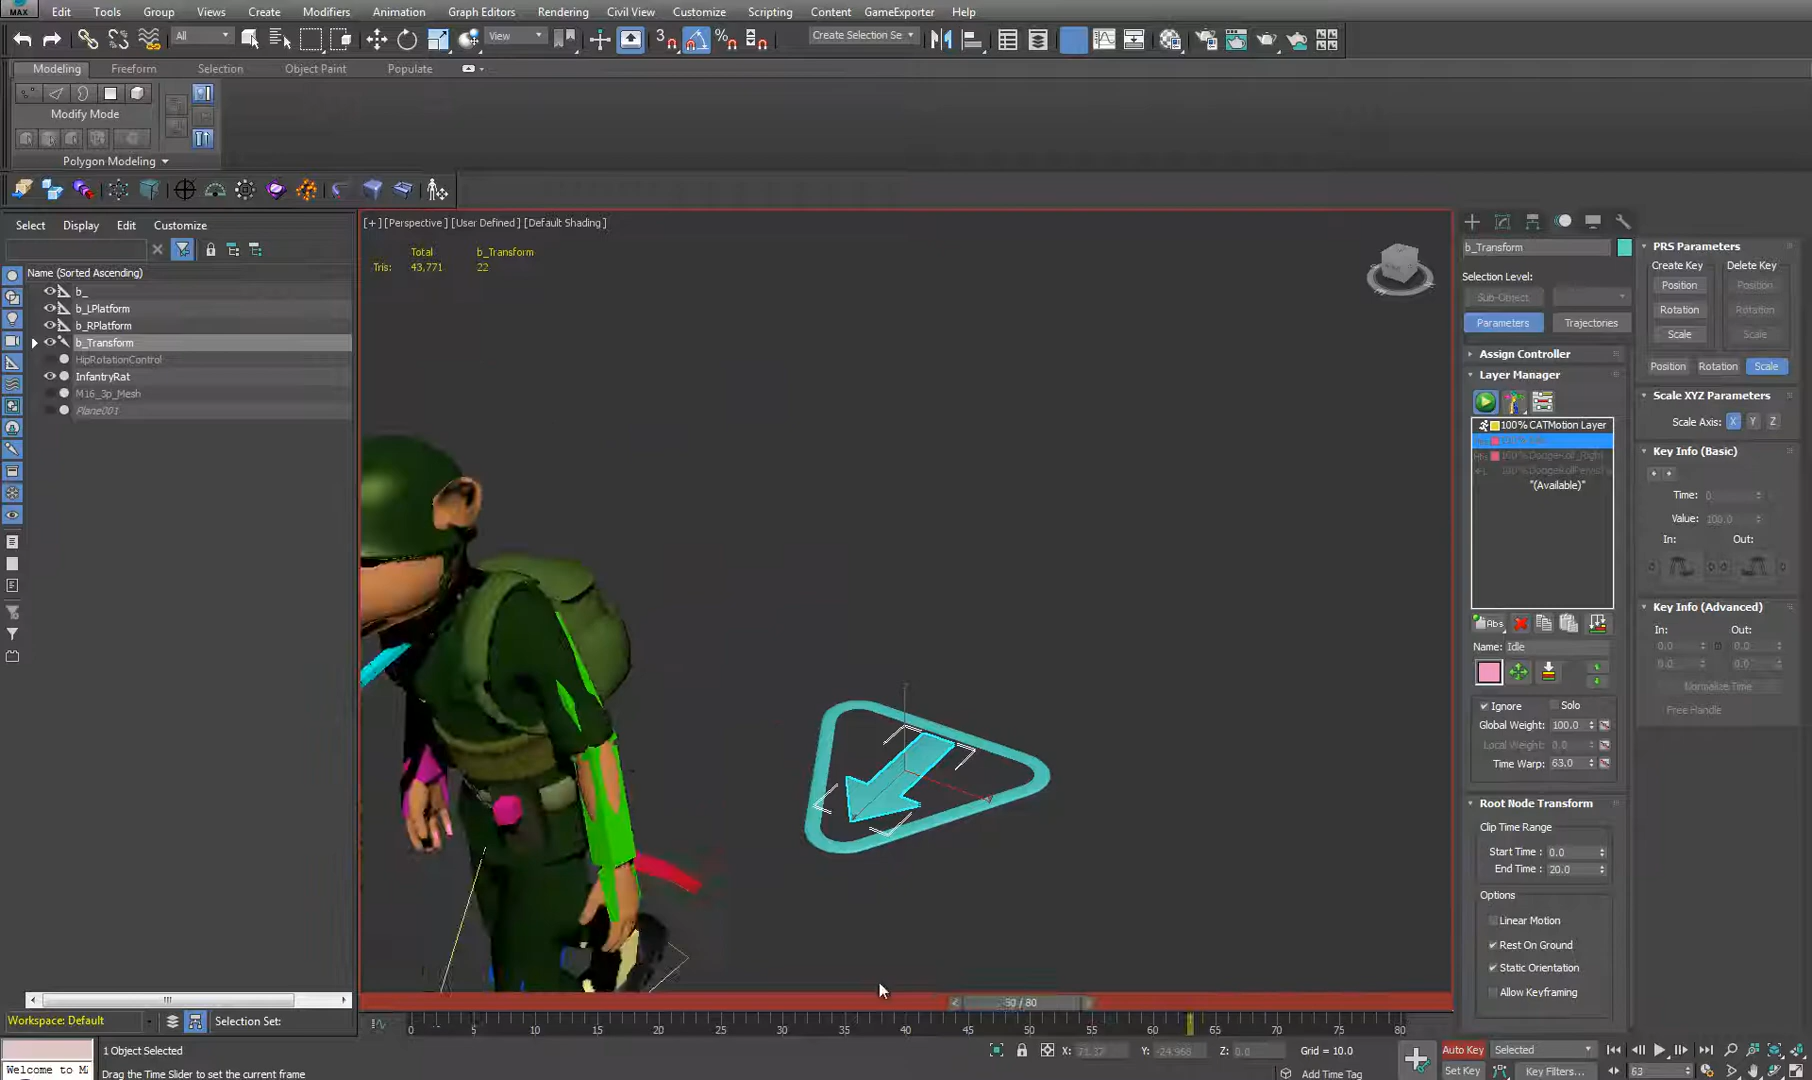 MAX Edit Tools Group Views Create Modifiers Animation Graph Editors Rendering Civil View Customize Scripting Content GameExporter Help
All View 3 % Create Selection Se
Modeling Freeform Selection Object Paint Populate
Modify Mode
Polygon Modeling
Select Display Edit Customize
[+] [Perspective] [User Defined] [Default Shading]
Name (Sorted Ascending)
b_
b_LPlatform
b_RPlatform
b_Transform
HipRotationControl
InfantryRat
M16_3p_Mesh
Plane001
Total b_Transform
Tris: 43,771 22
b_Transform
Selection Level:
Sub-Object
Parameters Trajectories
Assign Controller
Layer Manager
100% CATMotion Layer
100% DodgeRoll_Right
"(Available)"
Abs
Name: Idle
Ignore Solo
Global Weight: 100.0
Local Weight: 0.0
Time Warp: 63.0
Root Node Transform
Clip Time Range
Start Time : 0.0
End Time : 20.0
Options
Linear Motion
Rest On Ground
Static Orientation
Allow Keyframing
PRS Parameters
Create Key Delete Key
Position Position
Rotation Rotation
Scale Scale
Position Rotation Scale
Scale XYZ Parameters
Scale Axis: X Y Z
Key Info (Basic)
Time: 0
Value: 100.0
In: Out:
Key Info (Advanced)
In: Out:
0.0 0.0
0.0 0.0
Normalize Time
Free Handle
/ 80
Workspace: Default Selection Set:
0 5 10 15 20 25 30 35 40 45 50 55 60 65 70 75 80
1 Object Selected
X: 71.37 Y: -24.968 Z: 0.0 Grid = 10.0
Auto Key Selected
Welcome to M
Drag the Time Slider to set the current frame
Add Time Tag
Set Key Key Filters... 63